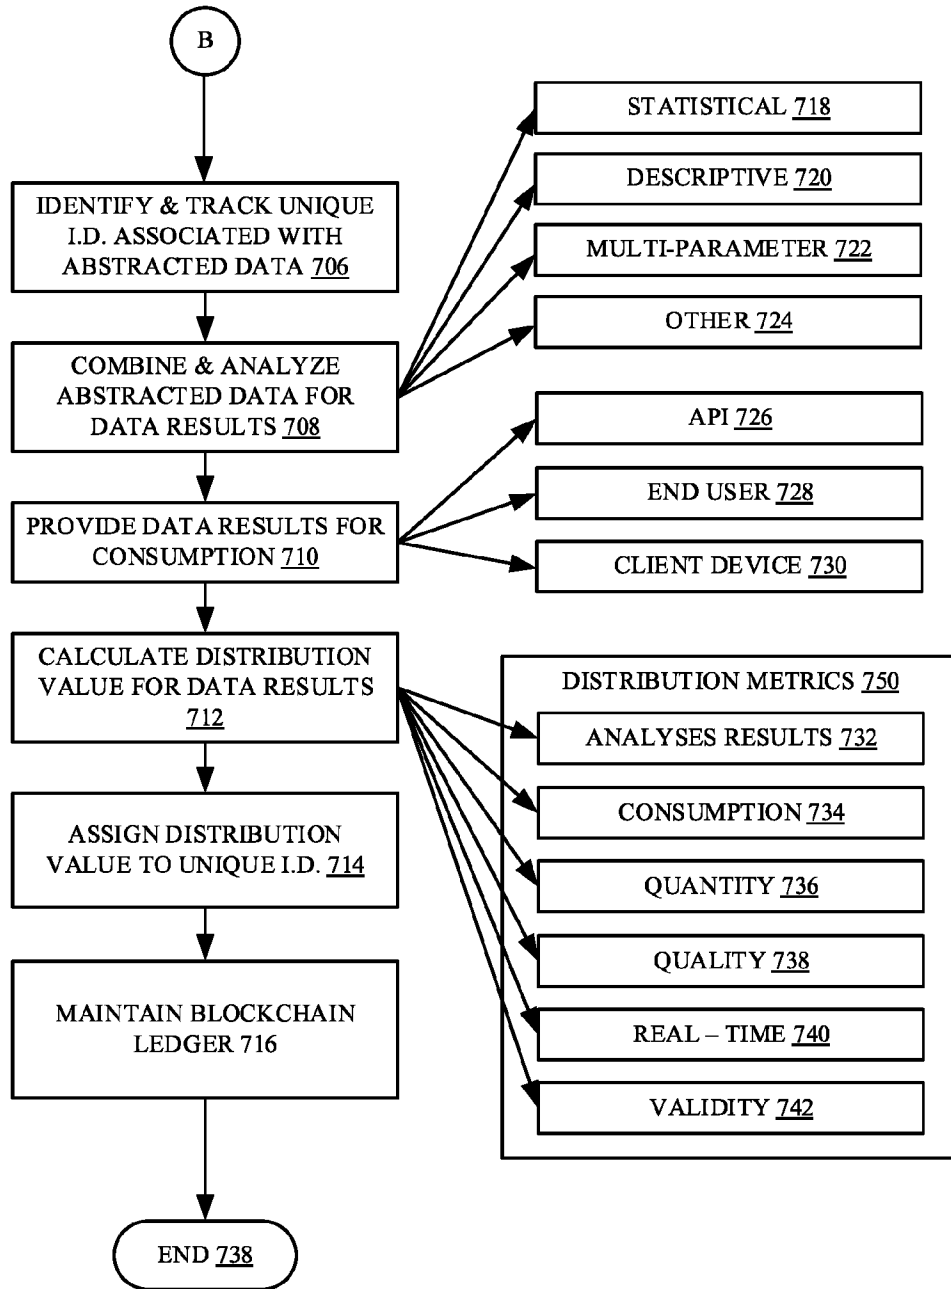 B
IDENTIFY & TRACK UNIQUE
I.D. ASSOCIATED WITH
ABSTRACTED DATA 706
COMBINE & ANALYZE
ABSTRACTED DATA FOR
DATA RESULTS 708
PROVIDE DATA RESULTS FOR
CONSUMPTION 710
CALCULATE DISTRIBUTION
VALUE FOR DATA RESULTS
712
ASSIGN DISTRIBUTION
VALUE TO UNIQUE I.D. 714
MAINTAIN BLOCKCHAIN
LEDGER 716
END 738
STATISTICAL 718
DESCRIPTIVE 720
MULTI-PARAMETER 722
OTHER 724
API 726
END USER 728
CLIENT DEVICE 730
DISTRIBUTION METRICS 750
ANALYSES RESULTS 732
CONSUMPTION 734
QUANTITY 736
QUALITY 738
REAL – TIME 740
VALIDITY 742